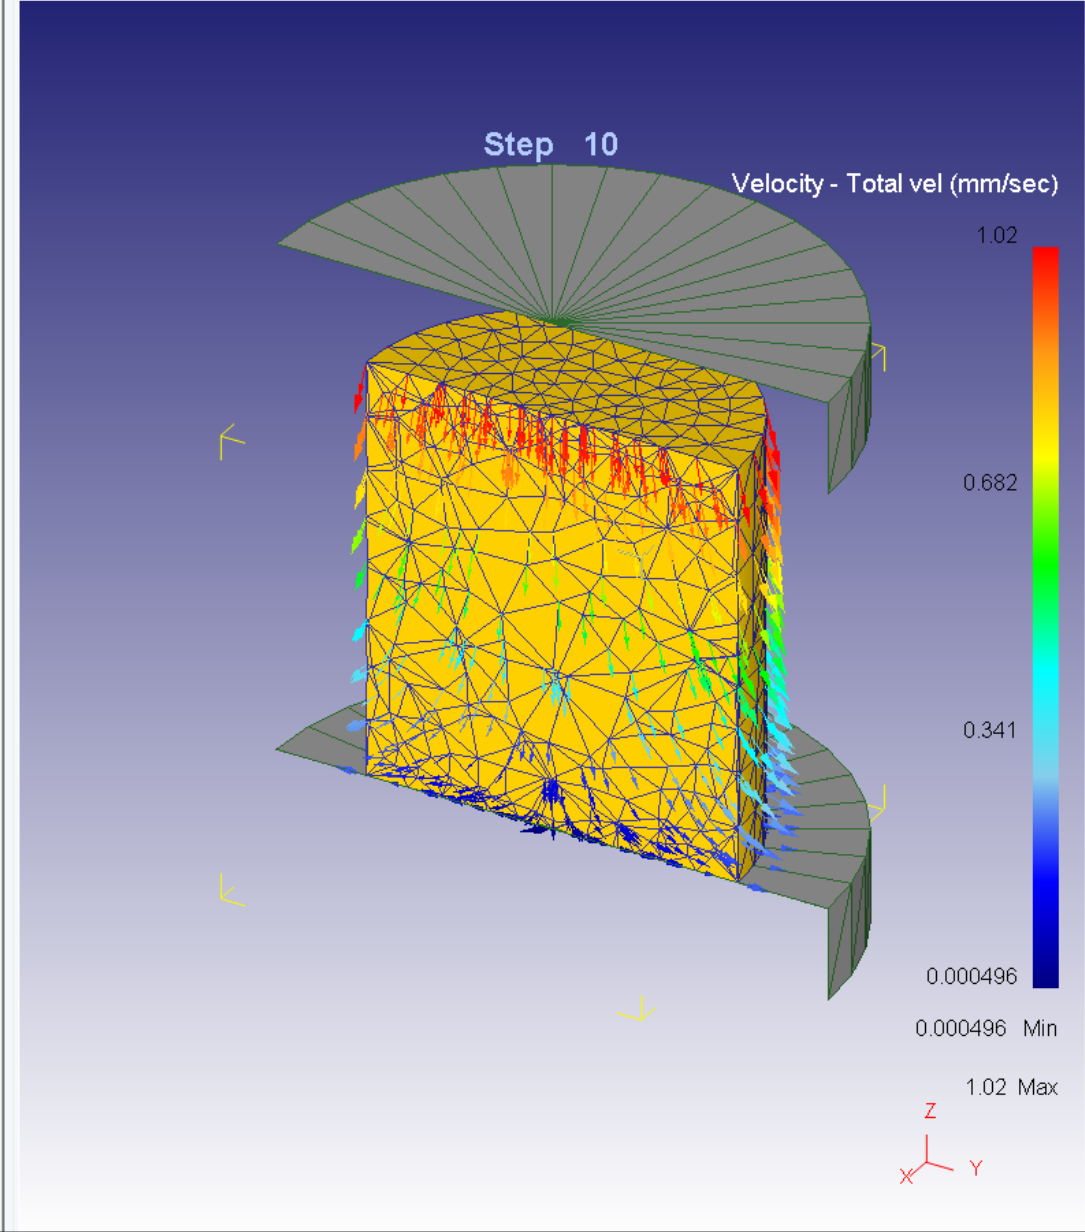 Step 10
Velocity - Total vel (mm/sec)
1.02
0.682
0.341
0.000496
0.000496 Min
1.02 Max
Z
X
Y